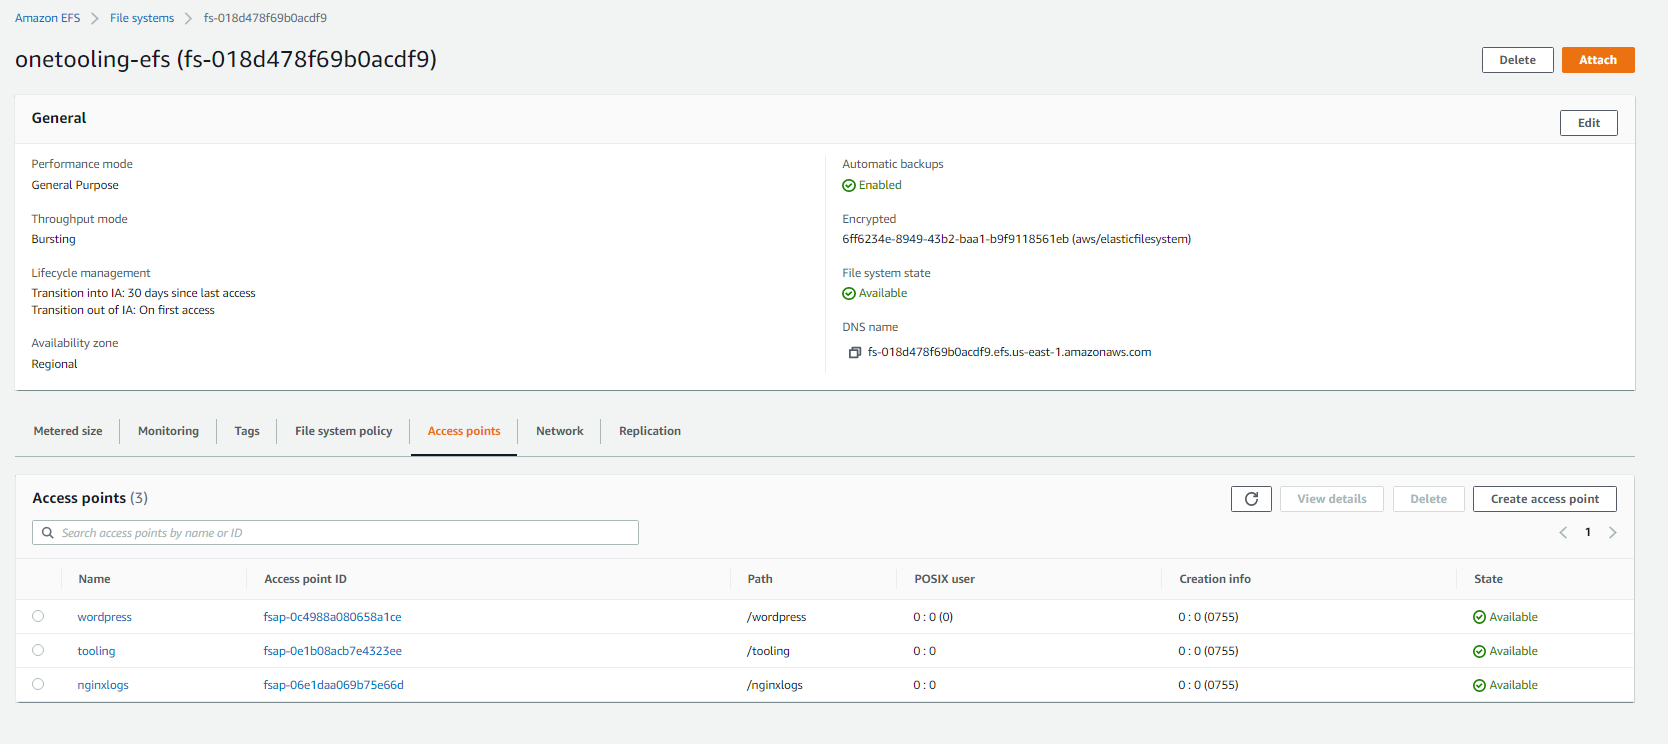 Amazon EFS > File systems > fs-018d478f69b0acdf9
onetooling-efs (fs-018d478f69b0acdf9)
Delete
Attach
General
Edit
Performance mode
General Purpose
Throughput mode
Bursting
Lifecycle management
Transition into IA: 30 days since last access
Transition out of IA: On first access
Availability zone
Regional
Automatic backups
Enabled
Encrypted
6ff6234e-8949-43b2-baa1-b9f9118561eb (aws/elasticfilesystem)
File system state
Available
DNS name
fs-018d478f69b0acdf9.efs.us-east-1.amazonaws.com
Metered size Monitoring Tags File system policy Access points Network Replication
Access points (3)
View details Delete Create access point
Search access points by name or ID
< 1 >
Name Access point ID Path POSIX user Creation info State
wordpress fsap-0c4988a080658a1ce /wordpress 0 : 0 (0) 0 : 0 (0755) Available
tooling fsap-0e1b08acb7e4323ee /tooling 0 : 0 0 : 0 (0755) Available
nginxlogs fsap-06e1daa069b75e66d /nginxlogs 0 : 0 0 : 0 (0755) Available